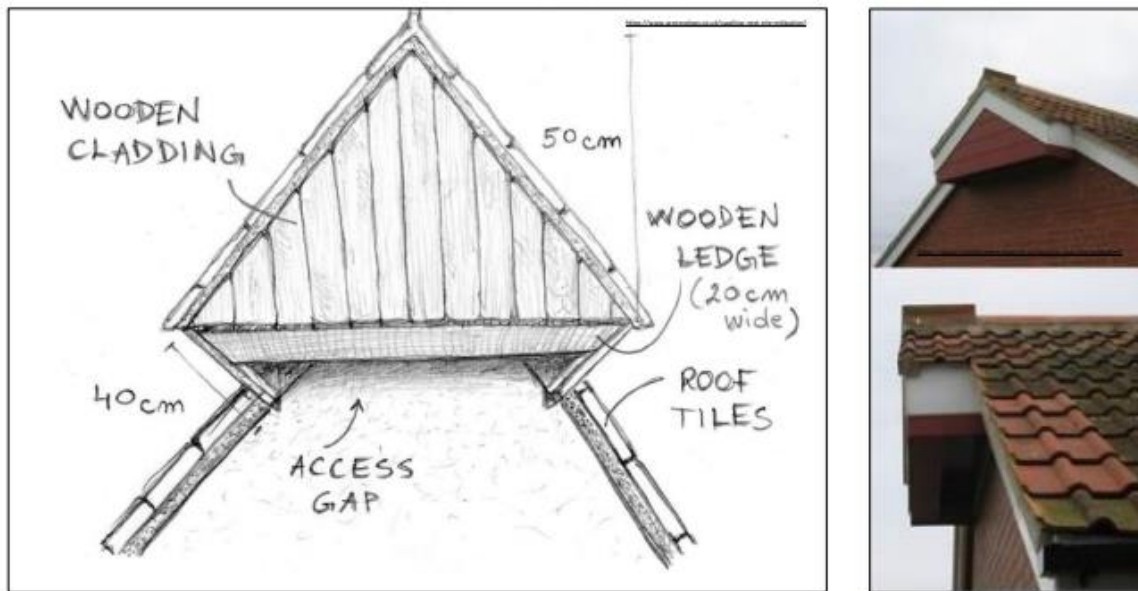 WOODEN
CLADDING
50cm
WOODEN
LEDGE
(20cm
wide)
40cm
ROOF
TILES
ACCESS
GAP